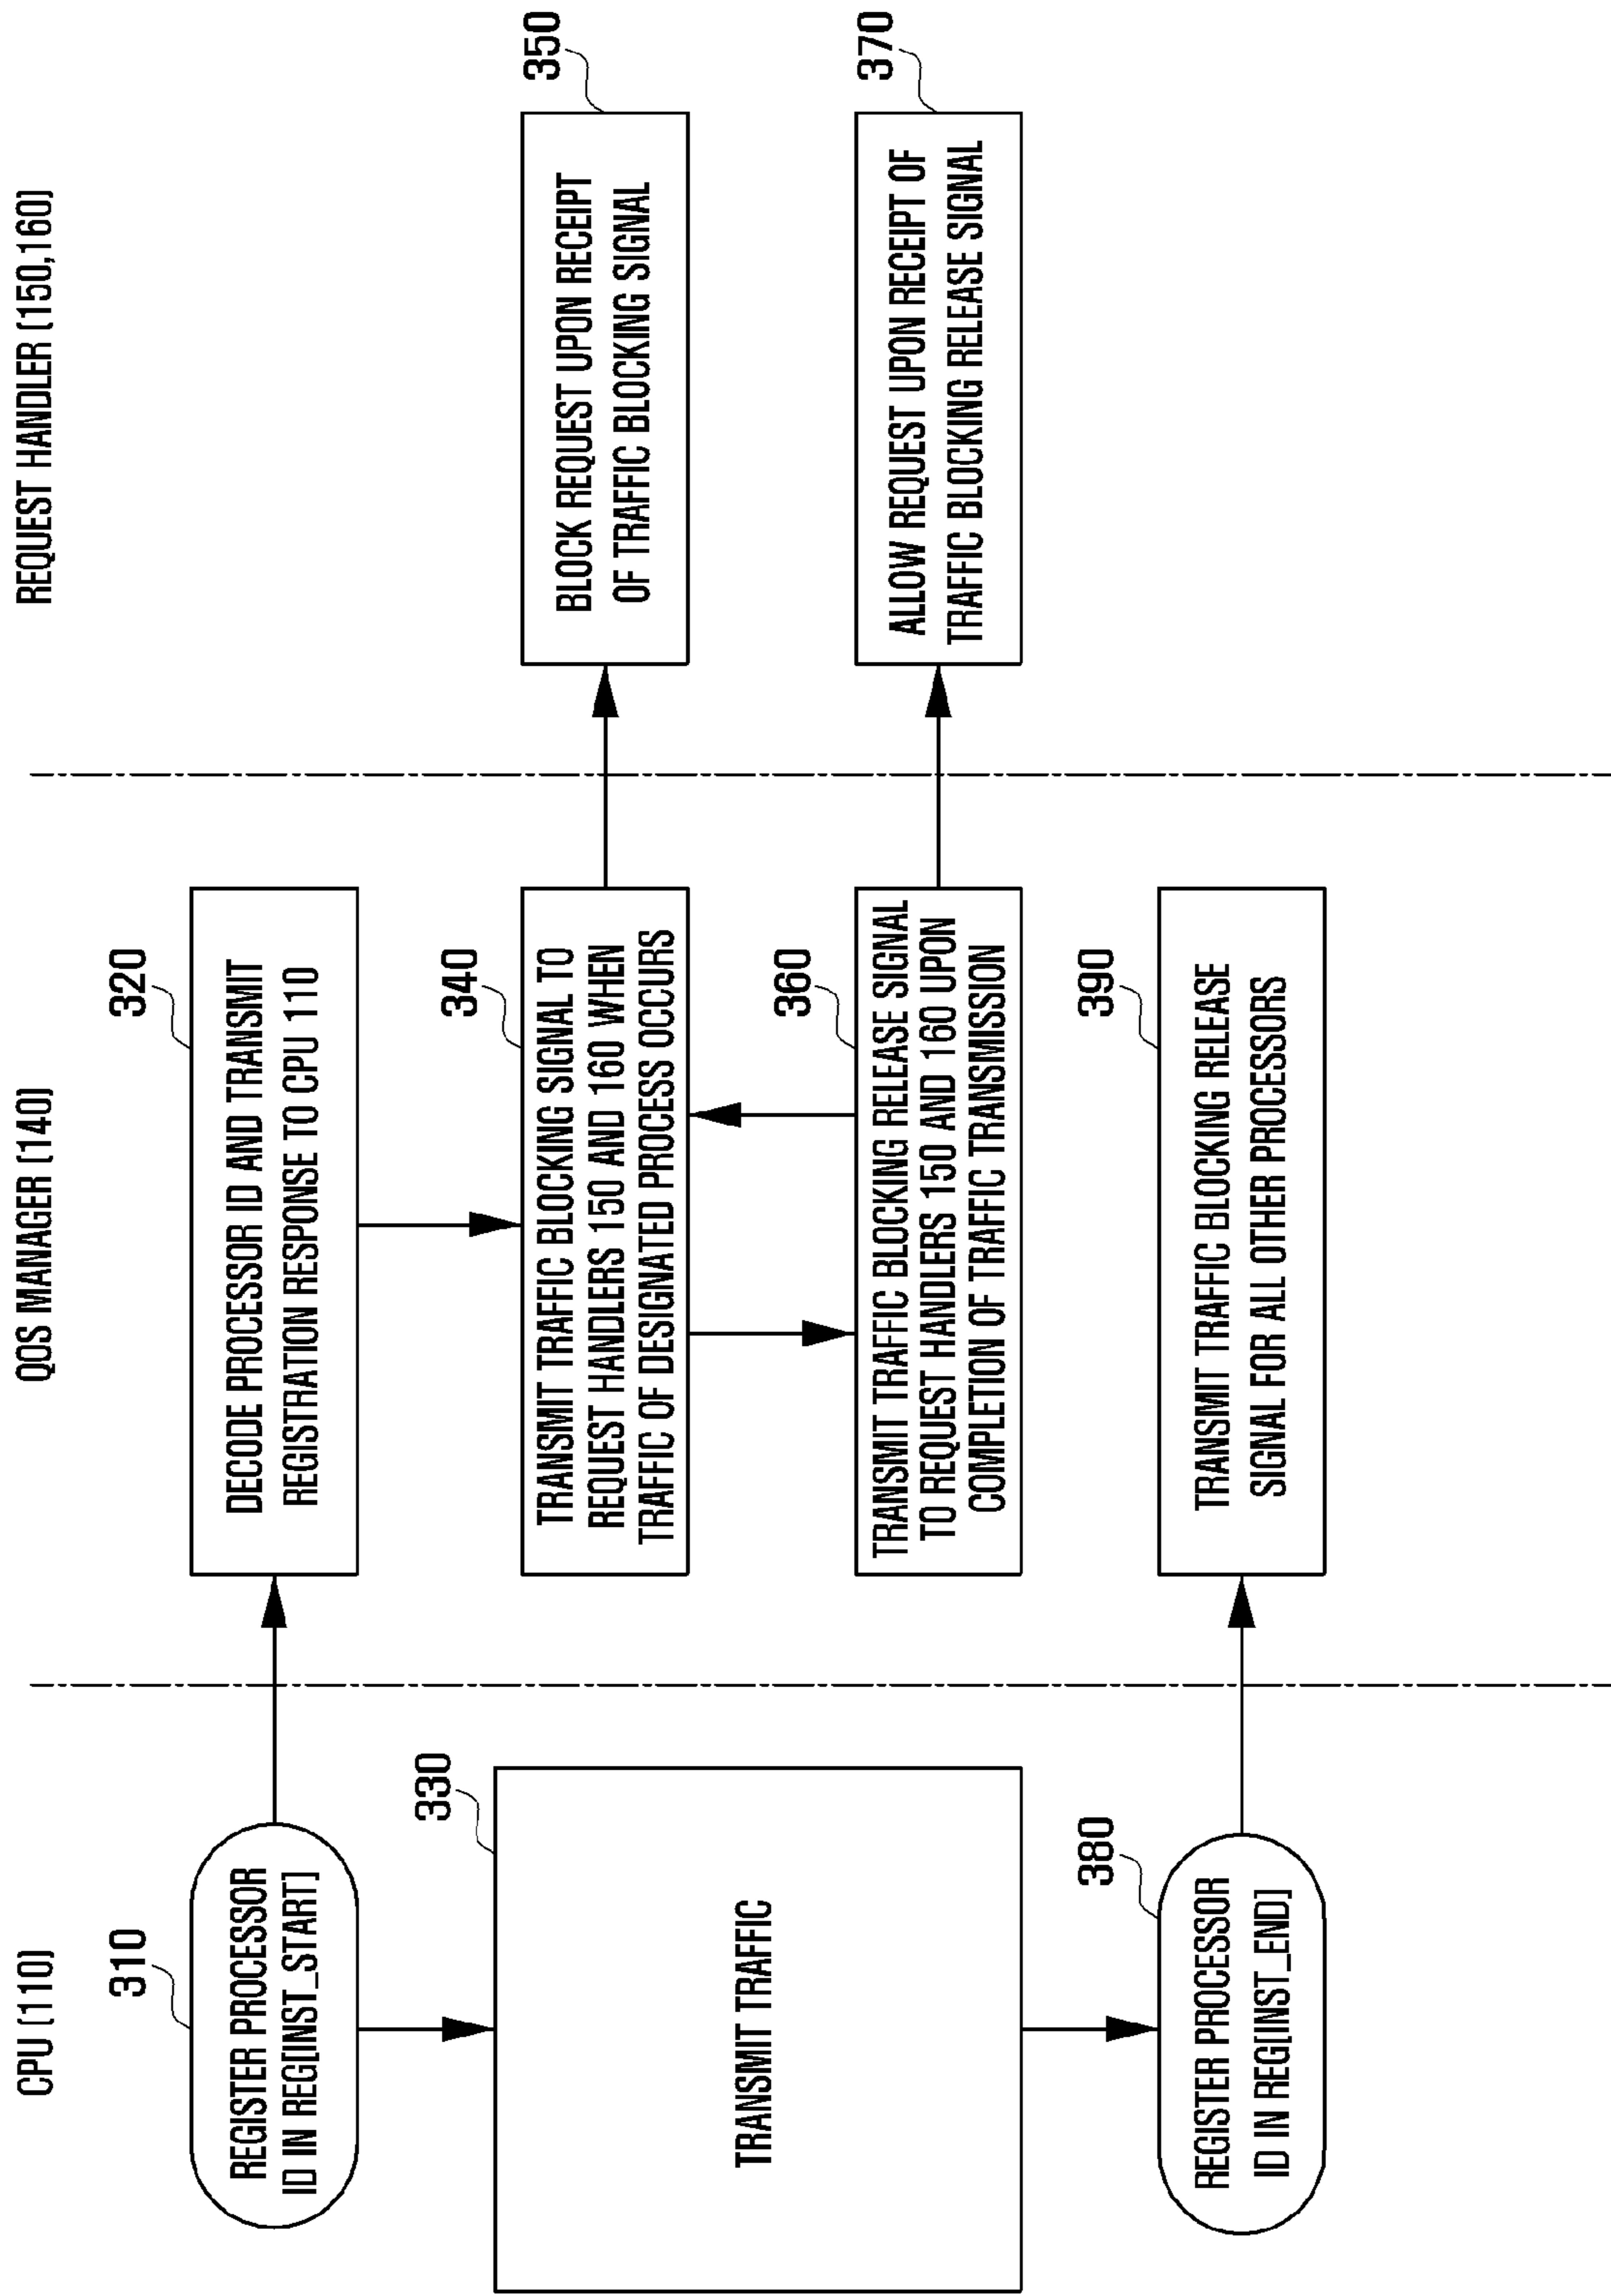 CPU (110)
QOS MANAGER (140)
REQUEST HANDLER (150,160)
310
REGISTER PROCESSOR
ID IN REG[INST_START]
320
DECODE PROCESSOR ID AND TRANSMIT
REGISTRATION RESPONSE TO CPU 110
330
TRANSMIT TRAFFIC
340
TRANSMIT TRAFFIC BLOCKING SIGNAL TO
REQUEST HANDLERS 150 AND 160 WHEN
TRAFFIC OF DESIGNATED PROCESS OCCURS
350
BLOCK REQUEST UPON RECEIPT
OF TRAFFIC BLOCKING SIGNAL
360
TRANSMIT TRAFFIC BLOCKING RELEASE SIGNAL
TO REQUEST HANDLERS 150 AND 160 UPON
COMPLETION OF TRAFFIC TRANSMISSION
370
ALLOW REQUEST UPON RECEIPT OF
TRAFFIC BLOCKING RELEASE SIGNAL
380
REGISTER PROCESSOR
ID IN REG[INST_END]
390
TRANSMIT TRAFFIC BLOCKING RELEASE
SIGNAL FOR ALL OTHER PROCESSORS